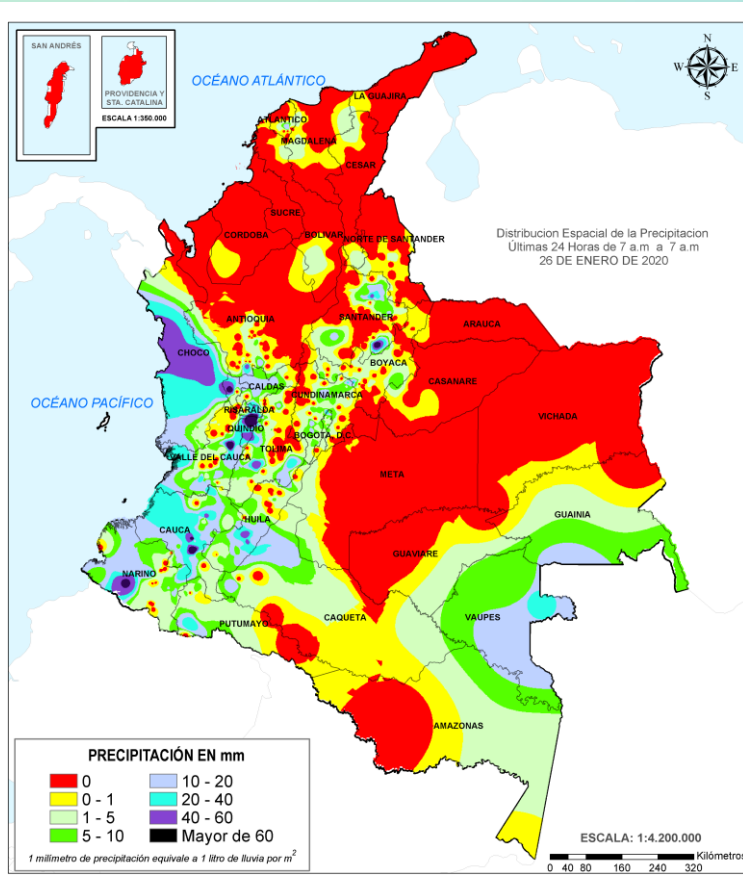 SAN ANDRÉS
PROVIDENCIA Y
STA. CATALINA
ESCALA 1:350.000
N
W
E
S
OCÉANO ATLÁNTICO
LA GUAJIRA
ATLANTICO
MAGDALENA
CESAR
SUCRE
CORDOBA
BOLIVAR
NORTE DE SANTANDER
Distribucion Espacial de la Precipitacion
Últimas 24 Horas de 7 a.m a 7 a.m
26 DE ENERO DE 2020
ANTIOQUIA
SANTANDER
ARAUCA
CHOCO
BOYACA
CALDAS
CASANARE
CUNDINAMARCA
OCÉANO PACÍFICO
RISARALDA
VICHADA
QUINDIO
BOGOTA, D.C.
TOLIMA
VALLE DEL CAUCA
META
GUAINIA
HUILA
CAUCA
GUAVIARE
NARIÑO
VAUPES
CAQUETA
PUTUMAYO
AMAZONAS
PRECIPITACIÓN EN mm
0
10 - 20
0 - 1
20 - 40
1 - 5
40 - 60
5 - 10
Mayor de 60
1 milímetro de precipitación equivale a 1 litro de lluvia por m²
ESCALA: 1:4.200.000
Kilómetros
0 40 80 160 240 320